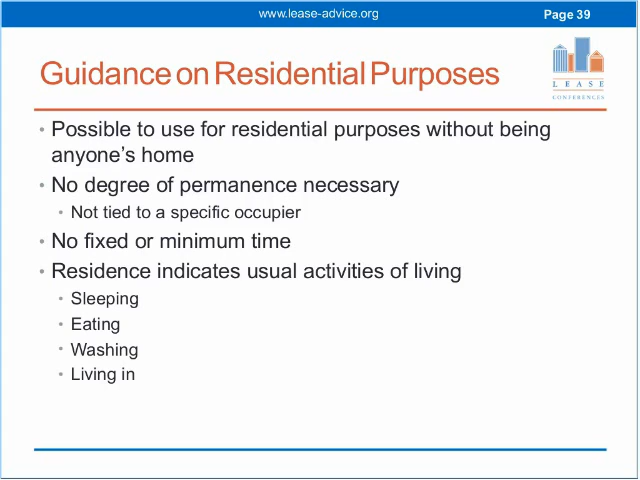 www.lease-advice.org
Page 39
Guidance on Residential Purposes
LEASE
CONFERENCES
• Possible to use for residential purposes without being
anyone's home
• No degree of permanence necessary
• Not tied to a specific occupier
• No fixed or minimum time
• Residence indicates usual activities of living
• Sleeping
• Eating
• Washing
• Living in